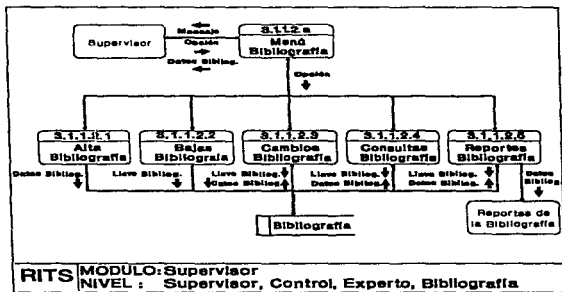 3.1.1.2.a
Supervisor
Mensaje
Opción
Datos Bibliog.
Menú
Bibliografía
Opción
3.1.1.2.1
Alta
Bibliografía
3.1.1.2.2
Bajas
Bibliograía
3.1.1.2.3
Cambios
Bibliografía
3.1.1.2.4
Consultas
Bibliografía
3.1.1.2.5
Reportes
Bibliografía
Datos Bibliog.
Llave Bibliog.
Llave Bibliog.
Datos Bibliog.
Llave Bibliog.
Datos Bibliog.
Llave Bibliog.
Datos Bibliog.
Datos
Bibliog.
Bibliografía
Reportes de
la Bibliografía
RITS
MODULO: Supervisor
NIVEL : Supervisor, Control, Experto, Bibliografía